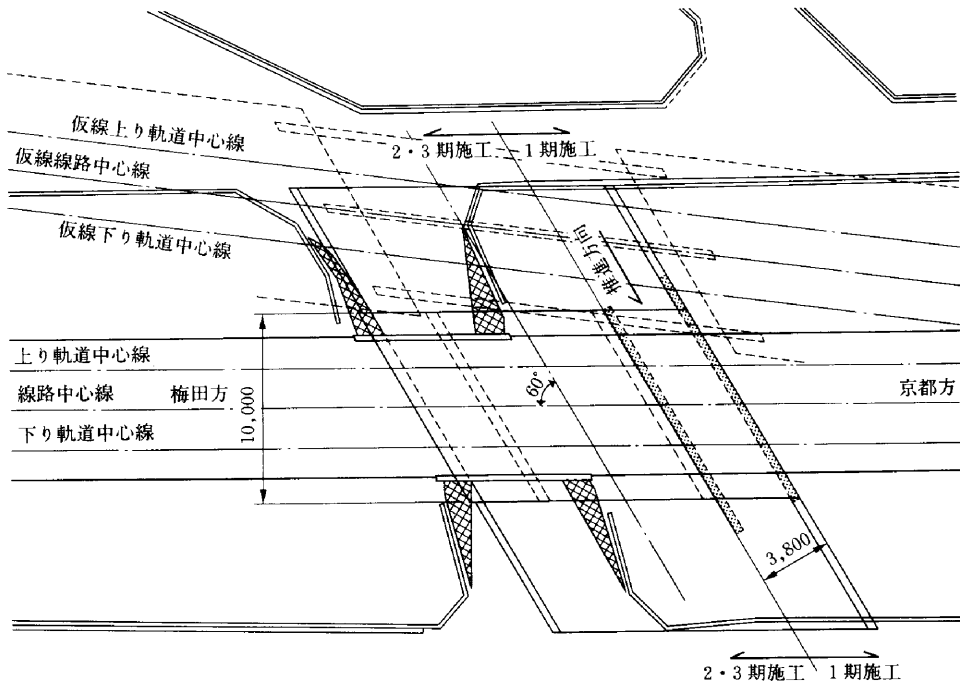 仮線上り軌道中心線
2・3期施工 1期施工
仮線線路中心線
仮線下り軌道中心線
推進方向
上り軌道中心線
線路中心線 梅田方
京都方
下り軌道中心線
10,000
60°
3,800
2・3期施工 1期施工